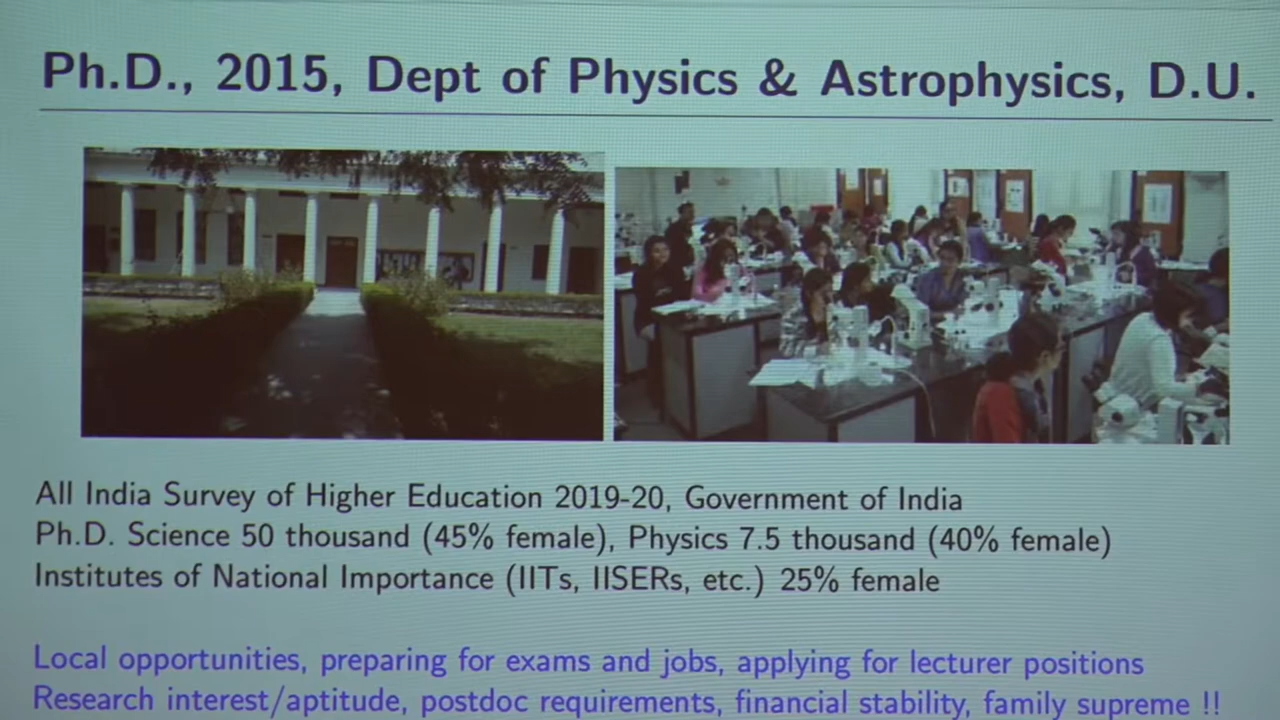 Ph.D., 2015, Dept of Physics & Astrophysics, D.U.
All India Survey of Higher Education 2019-20, Government of India
Ph.D. Science 50 thousand (45% female), Physics 7.5 thousand (40% female)
Institutes of National Importance (IITs, IISERs, etc.) 25% female
Local opportunities, preparing for exams and jobs, applying for lecturer positions
Research interest/aptitude, postdoc requirements, financial stability, family supreme !!